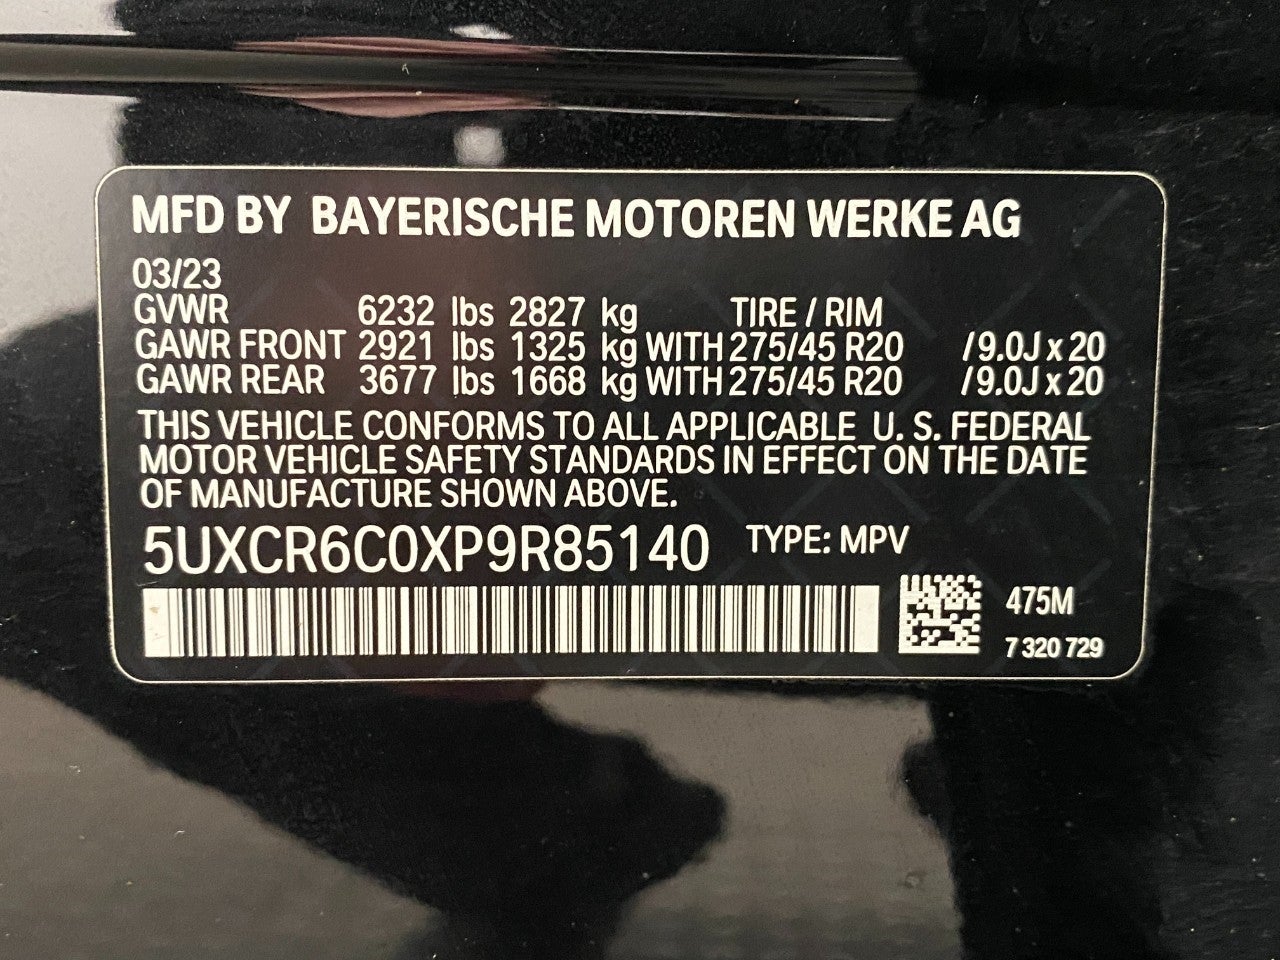 MFD BY BAYERISCHE MOTOREN WERKE AG
03/23
GVWR 6232 lbs 2827 kg TIRE / RIM
GAWR FRONT 2921 lbs 1325 kg WITH 275/45 R20 / 9.0J x 20
GAWR REAR 3677 lbs 1668 kg WITH 275/45 R20 / 9.0J x 20
THIS VEHICLE CONFORMS TO ALL APPLICABLE U. S. FEDERAL
MOTOR VEHICLE SAFETY STANDARDS IN EFFECT ON THE DATE
OF MANUFACTURE SHOWN ABOVE.
5UXCR6C0XP9R85140 TYPE: MPV
475M
7 320 729